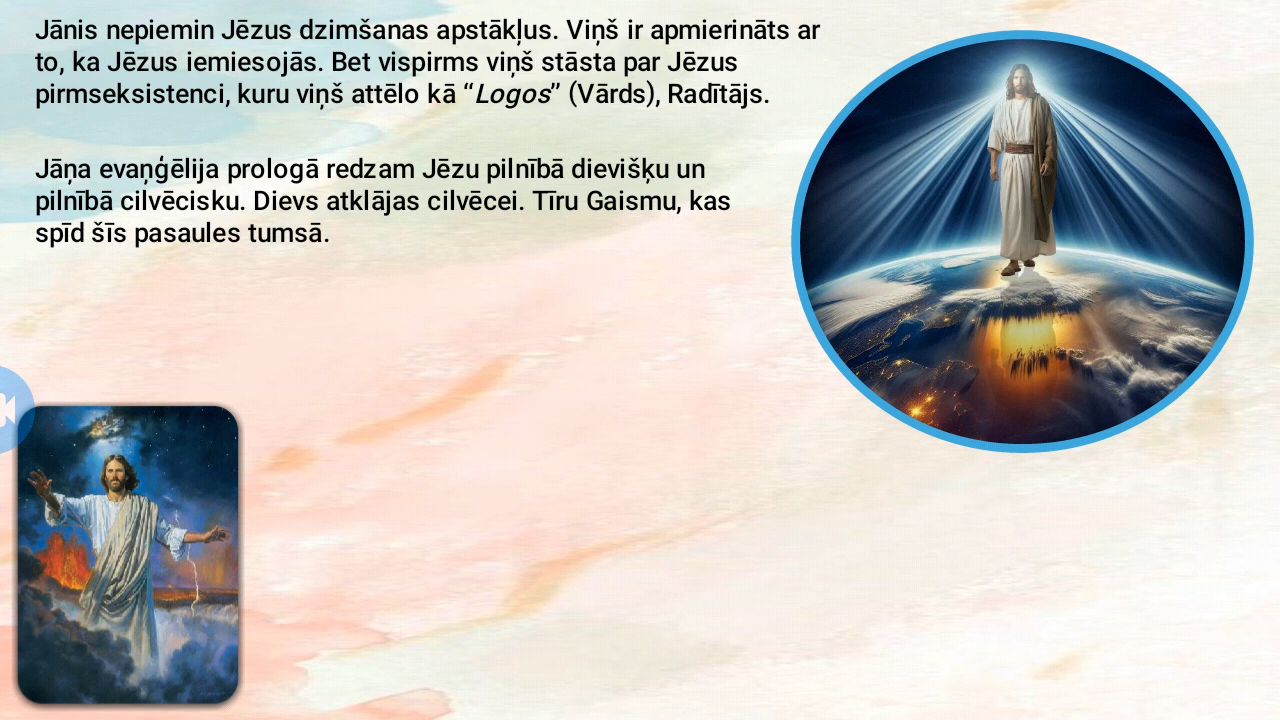 Jānis nepiemin Jēzus dzimšanas apstākļus. Viņš ir apmierināts ar
to, ka Jēzus iemiesojās. Bet vispirms viņš stāsta par Jēzus
pirmseksistenci, kuru viņš attēlo kā “Logos” (Vārds), Radītājs.
Jāņa evaņģēlija prologā redzam Jēzu pilnībā dievišķu un
pilnībā cilvēcisku. Dievs atklājas cilvēcei. Tīru Gaismu, kas
spīd šīs pasaules tumsā.